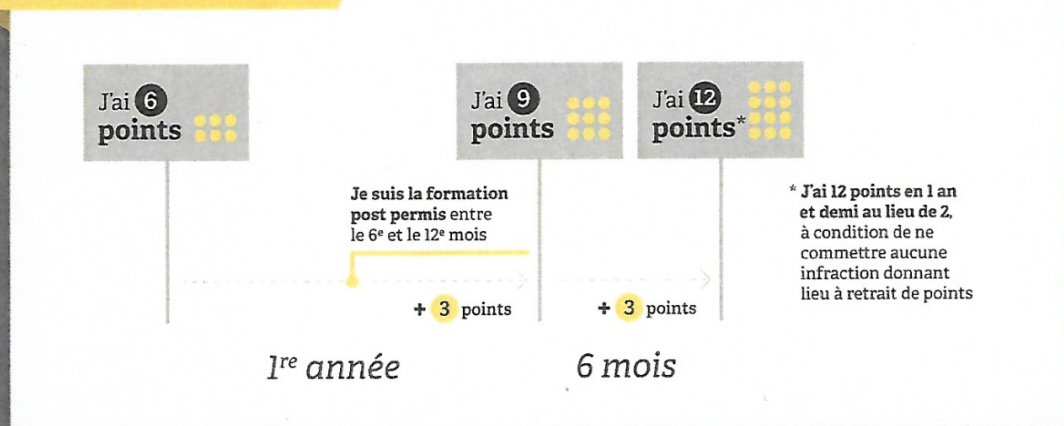 J'ai 6
points
J'ai 9
points
J'ai 12
points*
Je suis la formation
post permis entre
le 6e et le 12e mois
* J'ai 12 points en 1 an
et demi au lieu de 2,
à condition de ne
commettre aucune
infraction donnant
lieu à retrait de points
+ 3 points
+ 3 points
1re année
6 mois